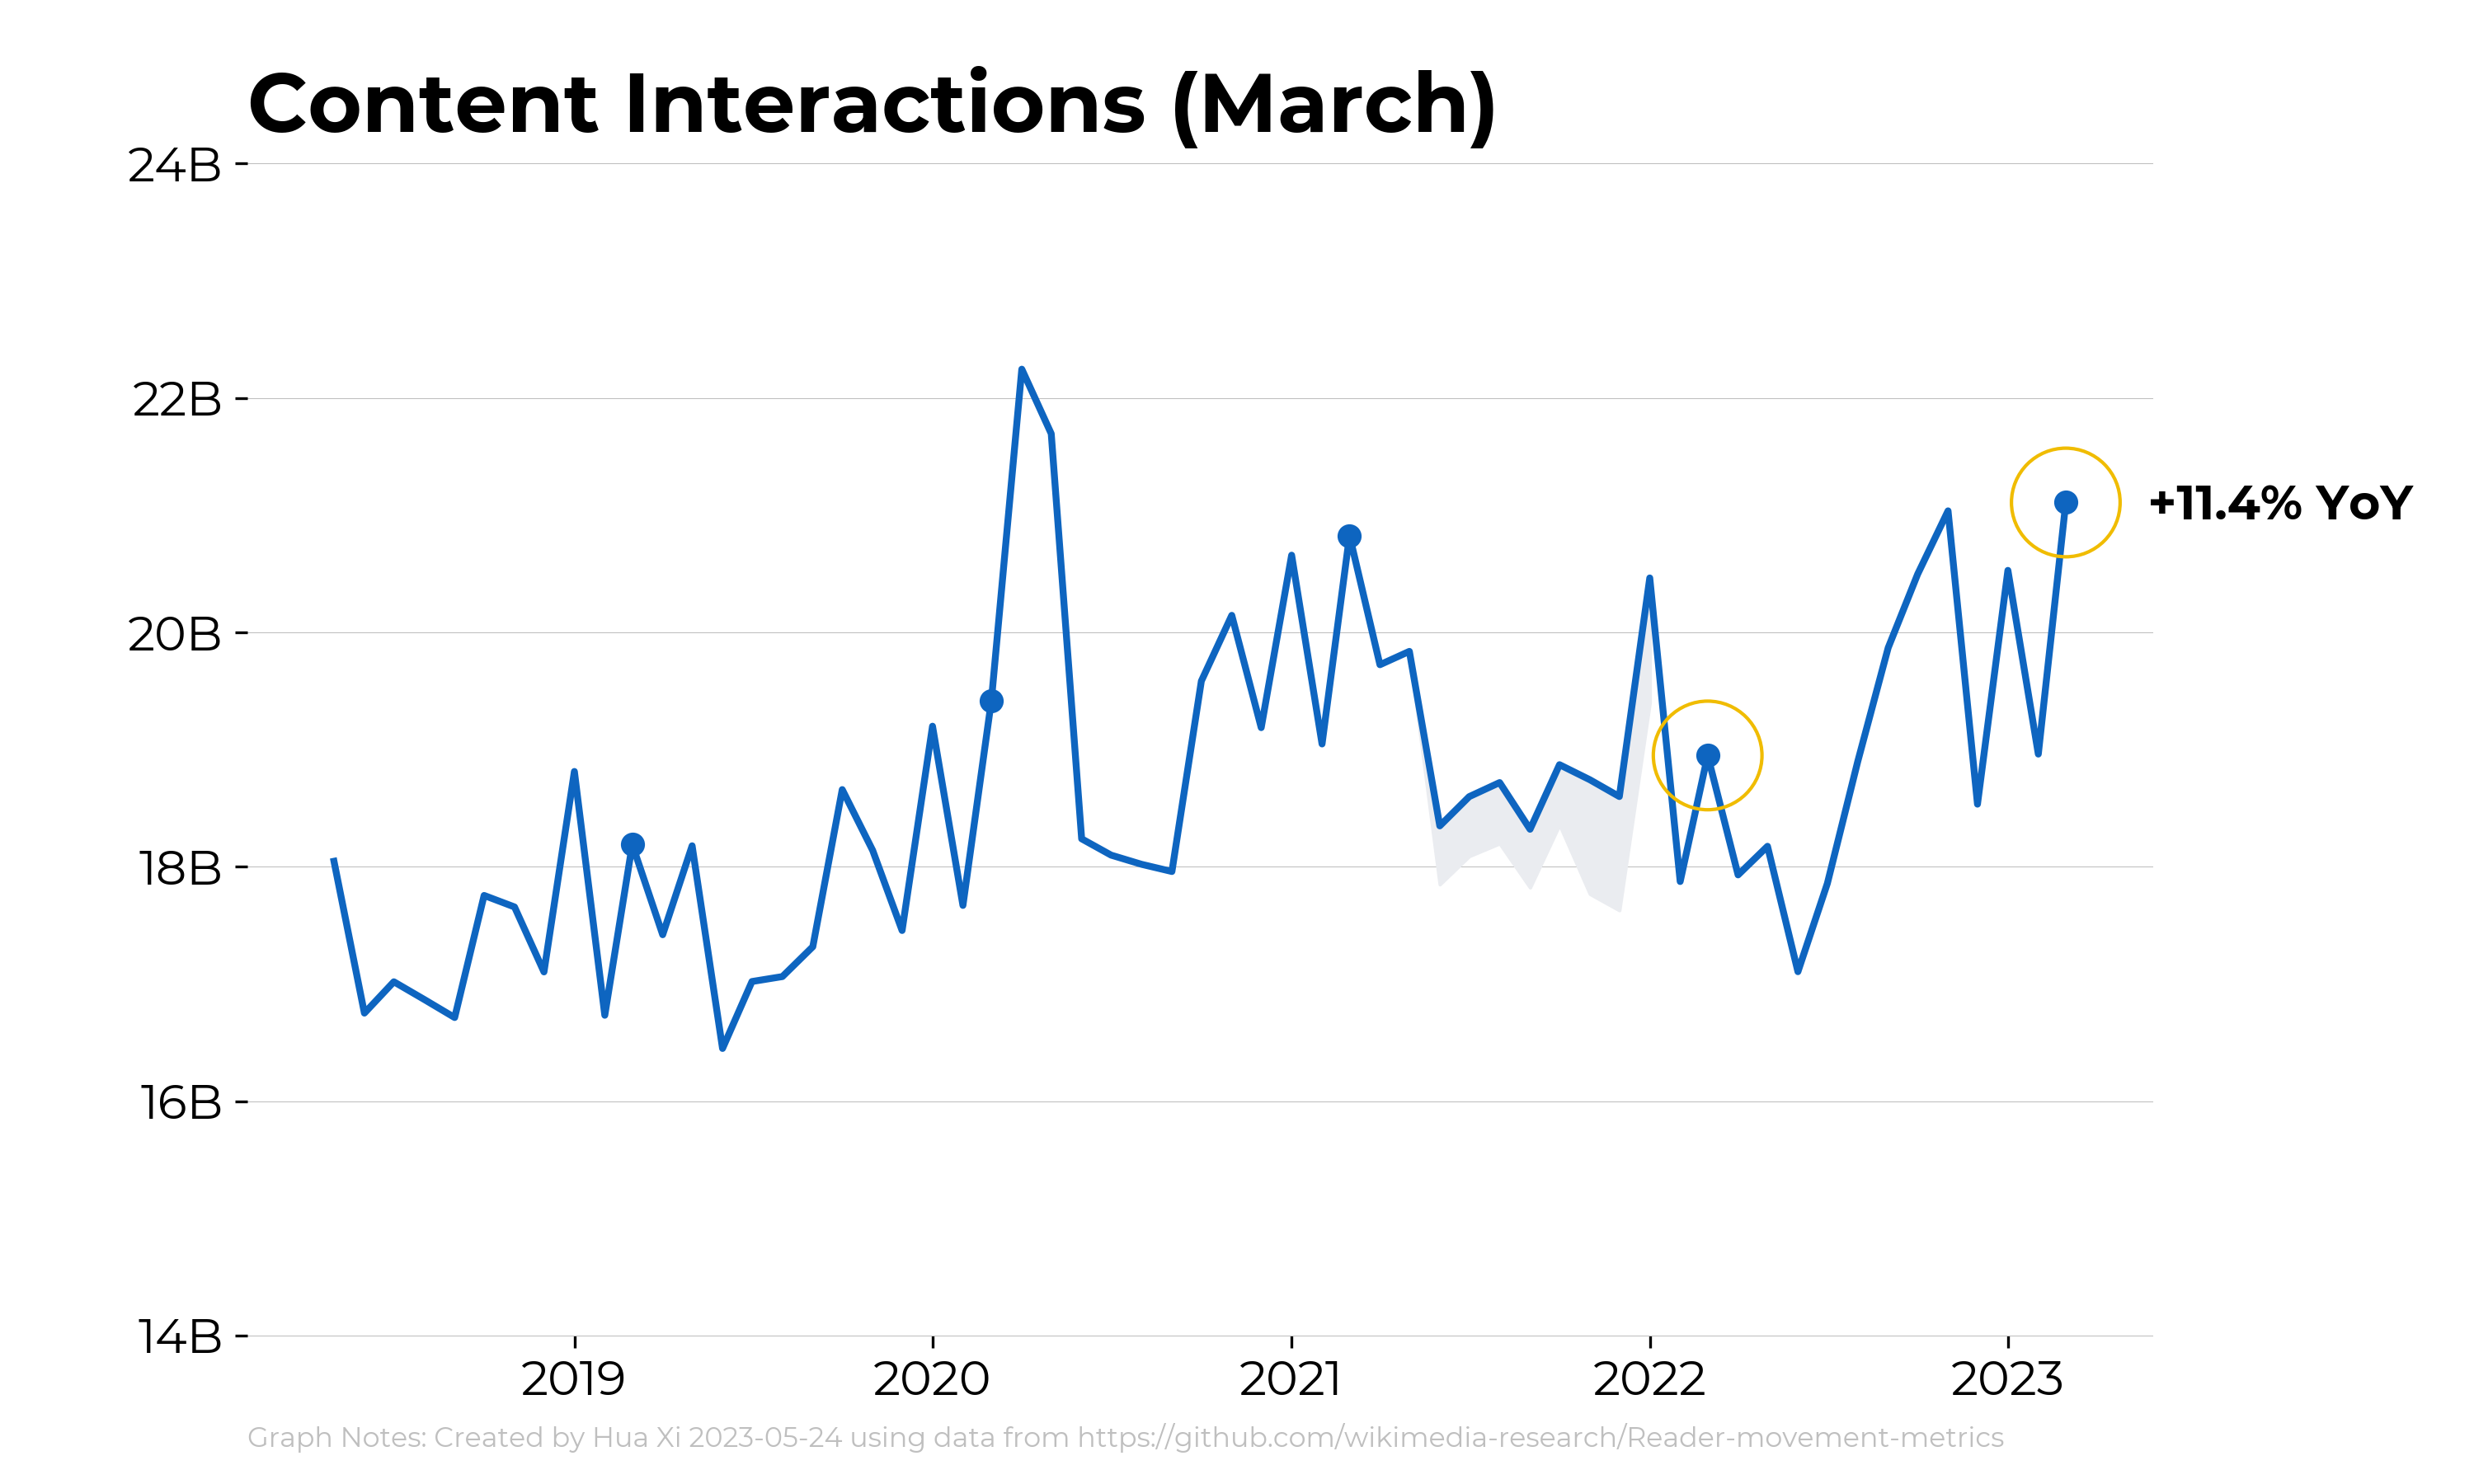 Content Interactions (March)
24B
22B
+11.4% YoY
20B
18B
16B
14B
2019 2020 2021 2022 2023
Graph Notes: Created by Hua Xi 2023-05-24 using data from https://github.com/wikimedia-research/Reader-movement-metrics